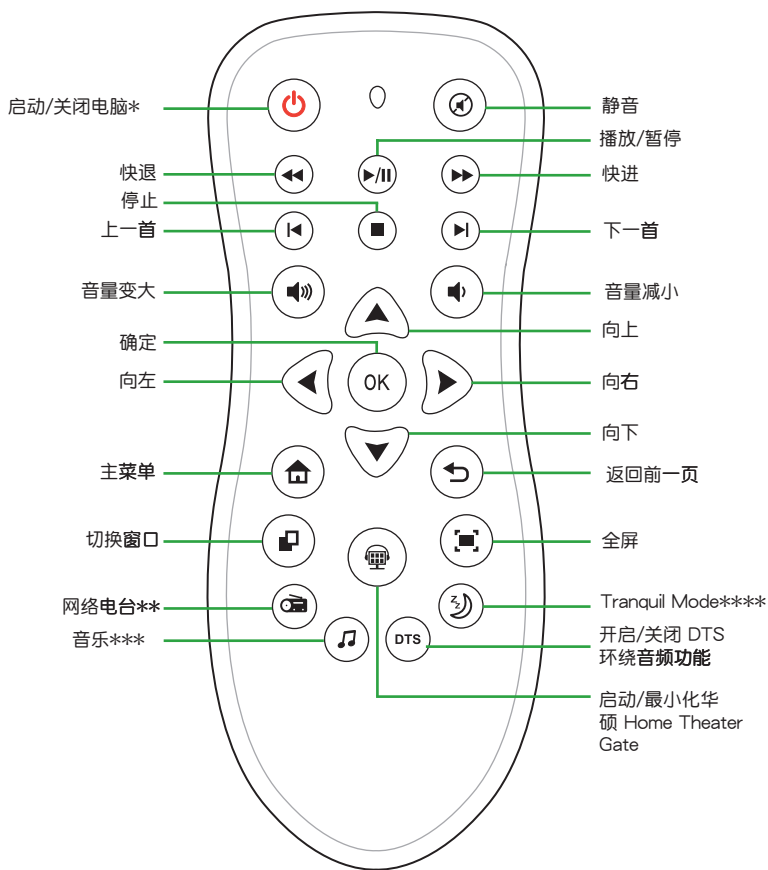 启动/关闭电脑*
静音
播放/暂停
快退
快进
停止
上一首
下一首
音量变大
音量减小
向上
确定
OK
向左
向右
向下
主菜单
返回前一页
切换窗口
全屏
网络电台**
Tranquil Mode****
音乐***
DTS
开启/关闭 DTS
环绕音频功能
启动/最小化华
硕 Home Theater
Gate